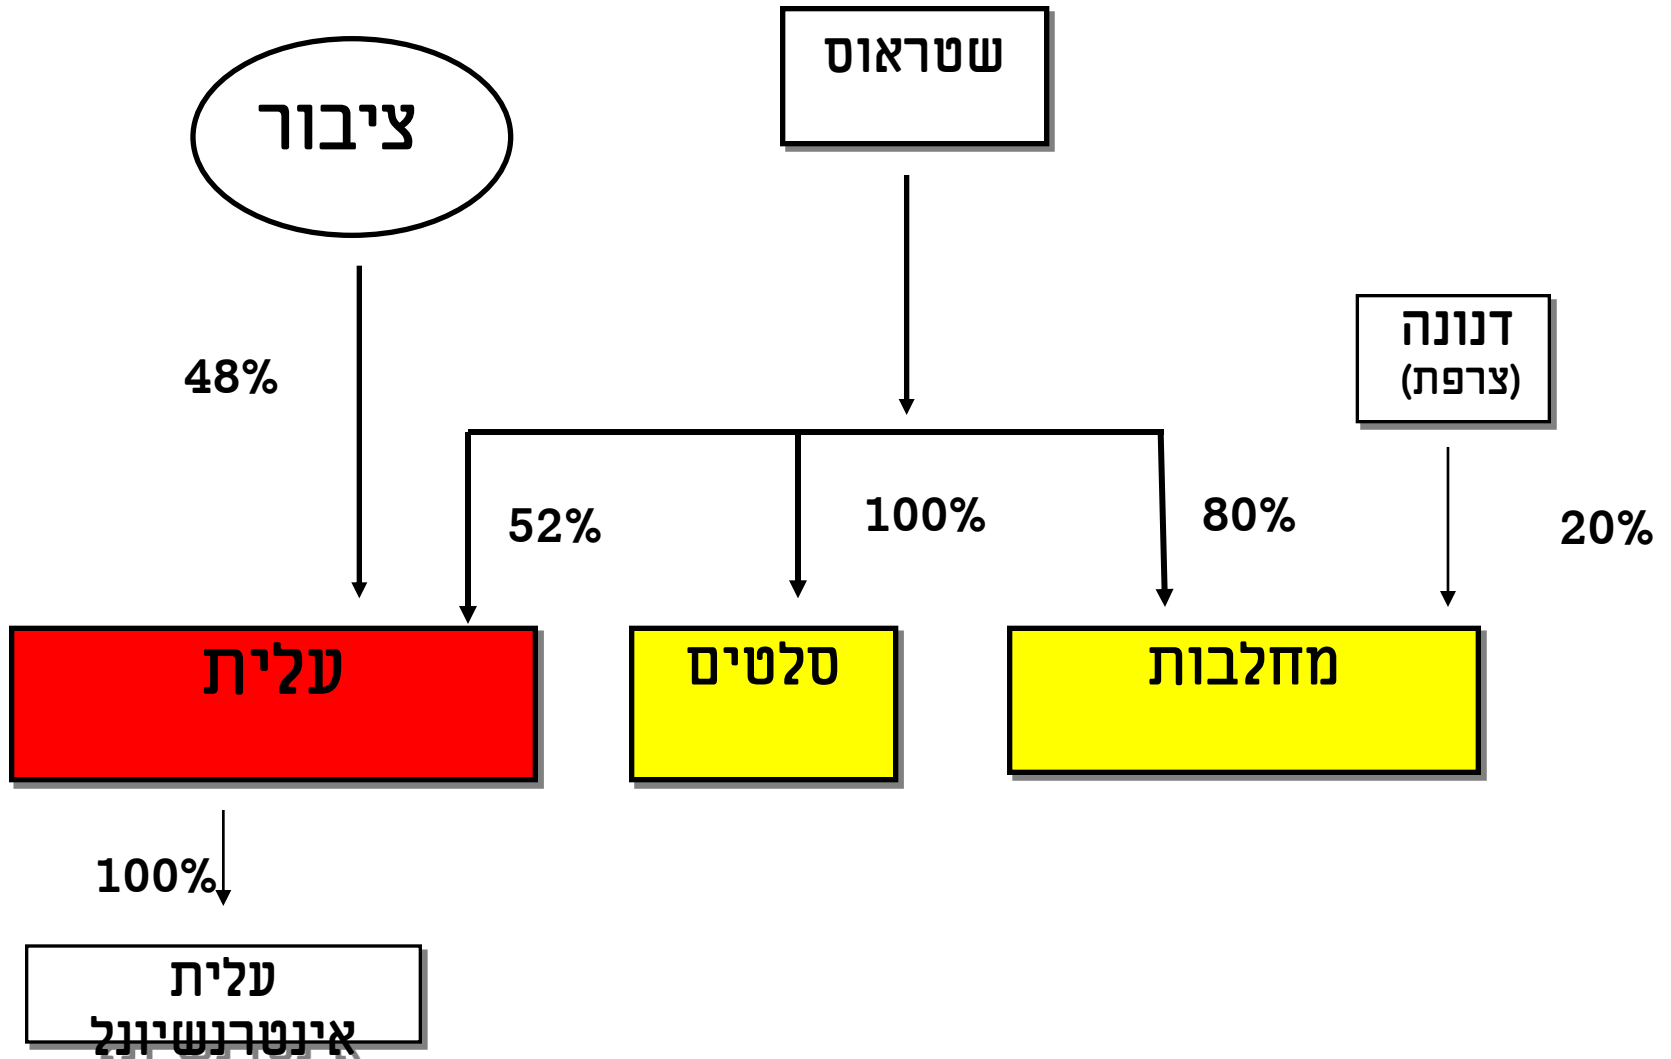 שטראוס
ציבור
דנונה
(צרפת)
48%
52%
100%
80%
20%
עלית
סלטים
מחלבות
100%
עלית
אינטרנשיונל